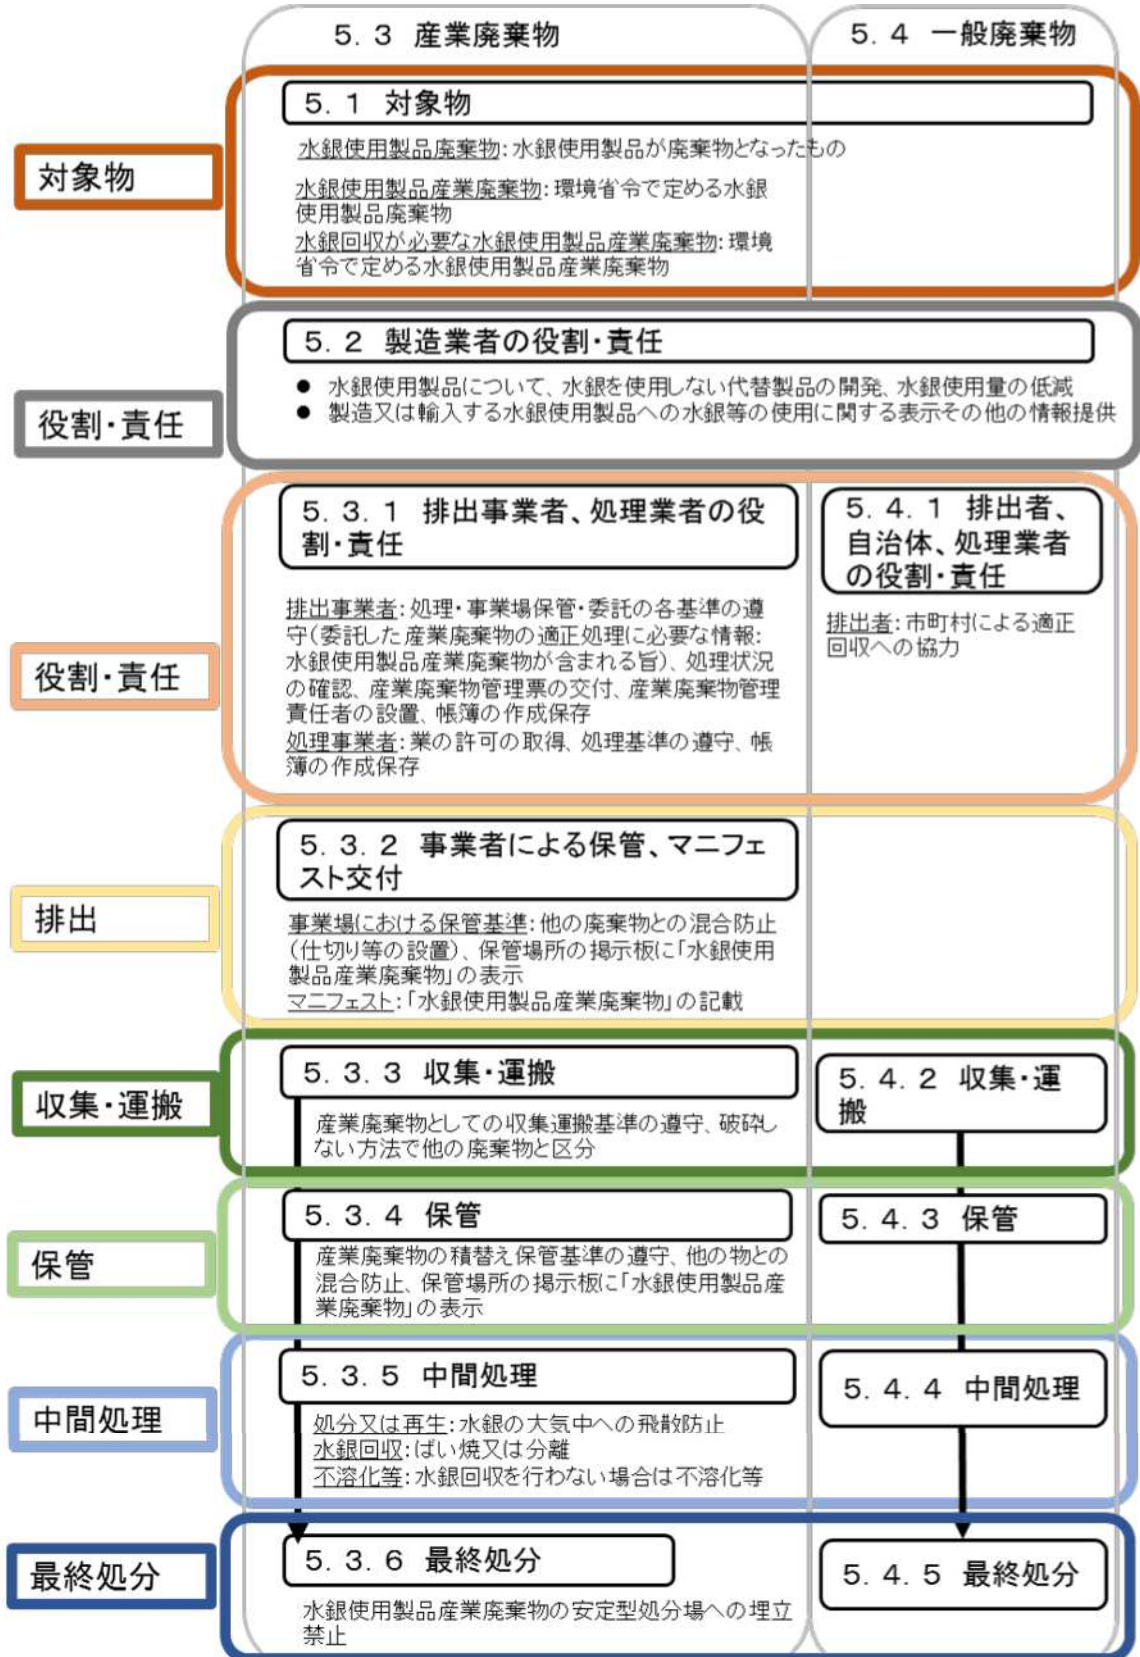 5.3 産業廃棄物
5.4 一般廃棄物
対象物
5.1 対象物
水銀使用製品廃棄物:水銀使用製品が廃棄物となったもの
水銀使用製品産業廃棄物:環境省令で定める水銀
使用製品廃棄物
水銀回収が必要な水銀使用製品産業廃棄物:環境
省令で定める水銀使用製品産業廃棄物
役割・責任
5.2 製造業者の役割・責任
● 水銀使用製品について、水銀を使用しない代替製品の開発、水銀使用量の低減
● 製造又は輸入する水銀使用製品への水銀等の使用に関する表示その他の情報提供
役割・責任
5.3.1 排出事業者、処理業者の役
割・責任
排出事業者:処理・事業場保管・委託の各基準の遵
守(委託した産業廃棄物の適正処理に必要な情報:
水銀使用製品産業廃棄物が含まれる旨)、処理状況
の確認、産業廃棄物管理票の交付、産業廃棄物管理
責任者の設置、帳簿の作成保存
処理事業者:業の許可の取得、処理基準の遵守、帳
簿の作成保存
5.4.1 排出者、
自治体、処理業者
の役割・責任
排出者:市町村による適正
回収への協力
排出
5.3.2 事業者による保管、マニフェ
スト交付
事業場における保管基準:他の廃棄物との混合防止
(仕切り等の設置)、保管場所の掲示板に「水銀使用
製品産業廃棄物」の表示
マニフェスト:「水銀使用製品産業廃棄物」の記載
収集・運搬
5.3.3 収集・運搬
産業廃棄物としての収集運搬基準の遵守、破砕し
ない方法で他の廃棄物と区分
5.4.2 収集・運
搬
保管
5.3.4 保管
産業廃棄物の積替え保管基準の遵守、他の物との
混合防止、保管場所の掲示板に「水銀使用製品産
業廃棄物」の表示
5.4.3 保管
中間処理
5.3.5 中間処理
処分又は再生:水銀の大気中への飛散防止
水銀回収:ばい焼又は分離
不溶化等:水銀回収を行わない場合は不溶化等
5.4.4 中間処理
最終処分
5.3.6 最終処分
水銀使用製品産業廃棄物の安定型処分場への埋立
禁止
5.4.5 最終処分